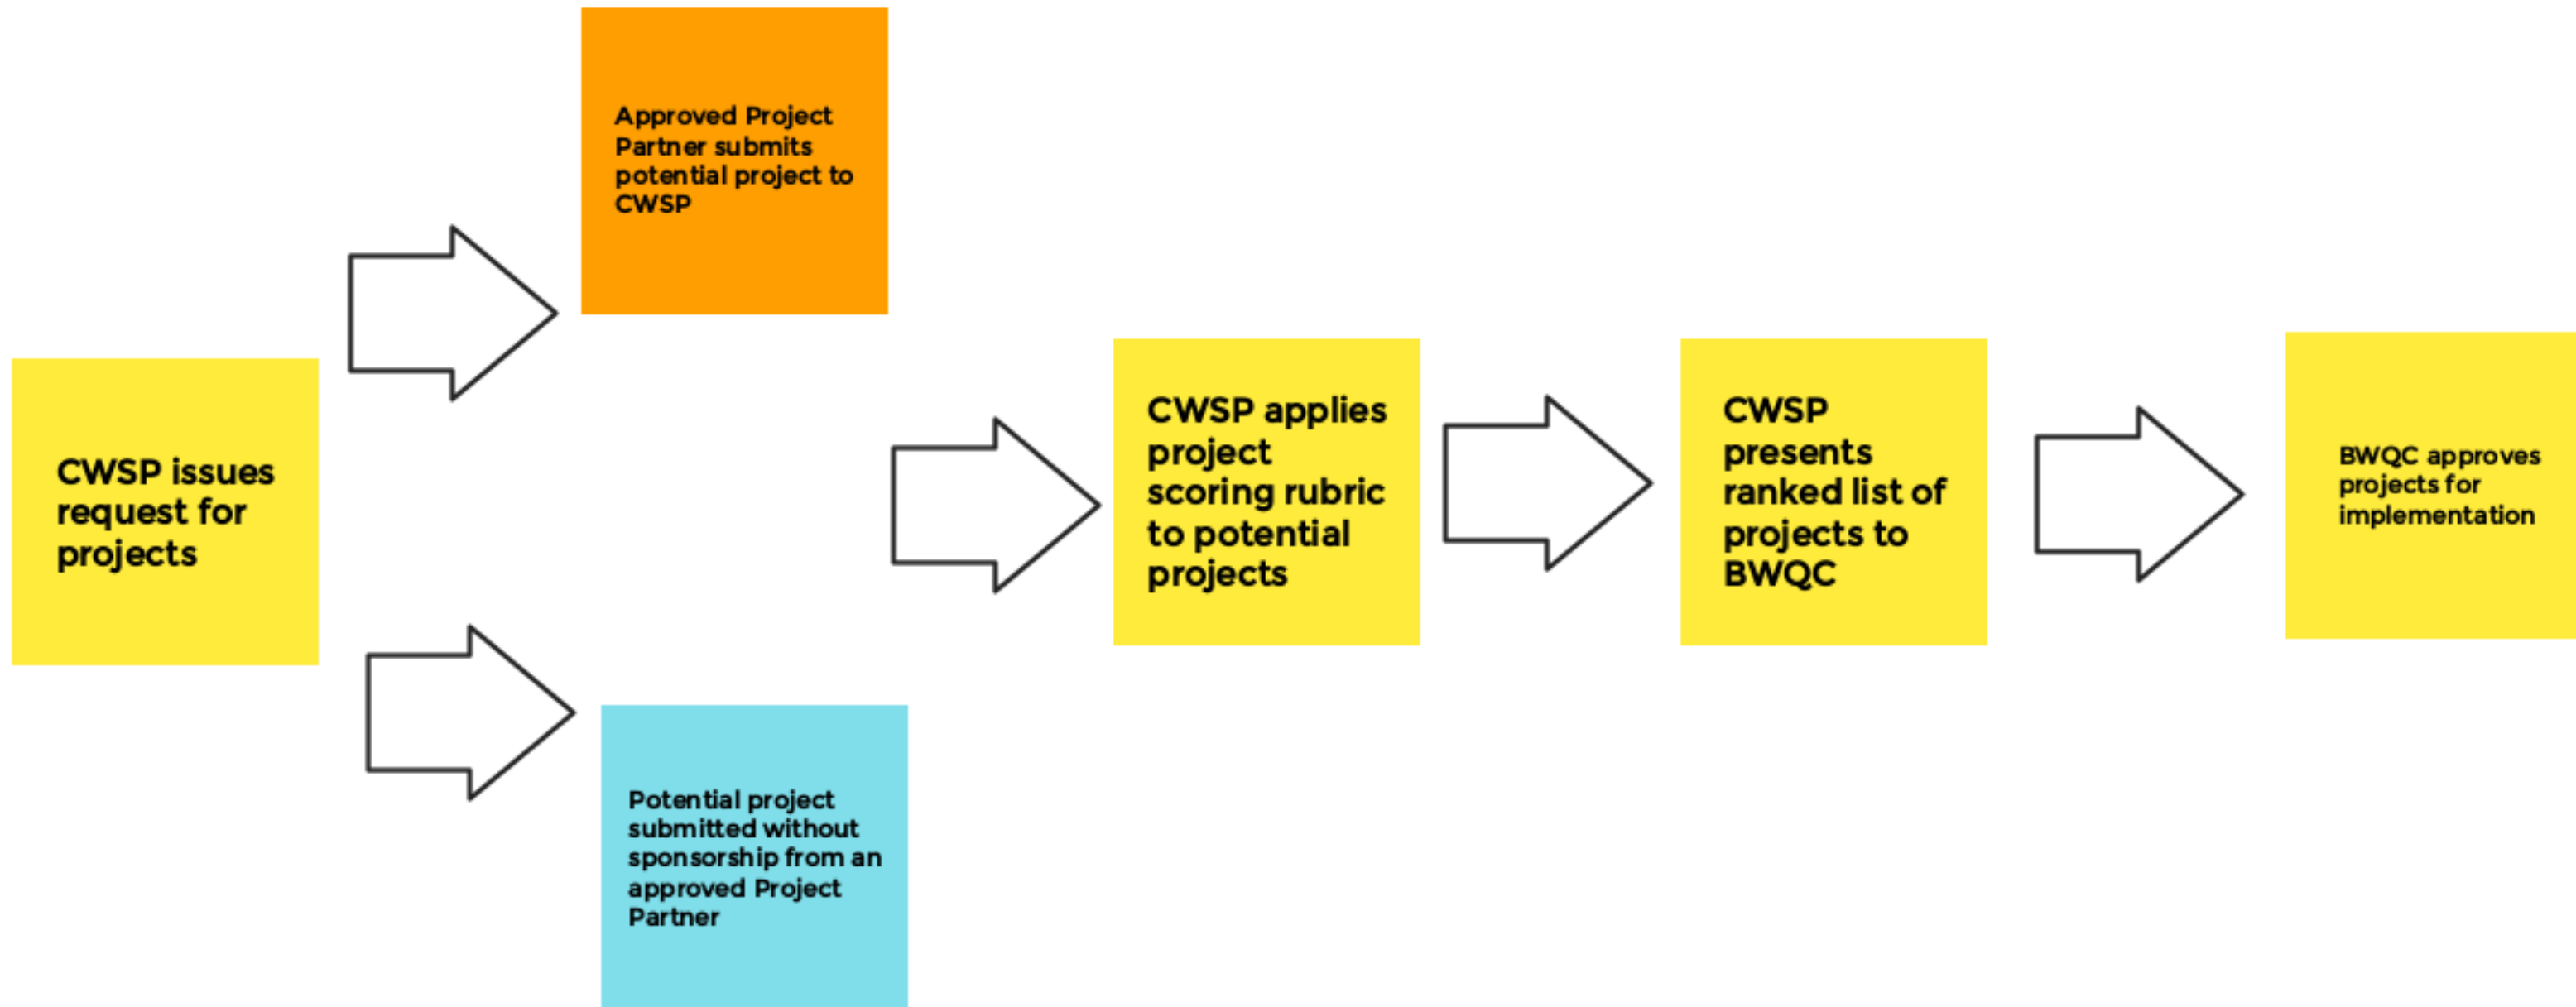 CWSP issues
request for
projects
Approved Project
Partner submits
potential project to
CWSP
Potential project
submitted without
sponsorship from an
approved Project
Partner
CWSP applies
project
scoring rubric
to potential
projects
CWSP
presents
ranked list of
projects to
BWQC
BWQC approves
projects for
implementation